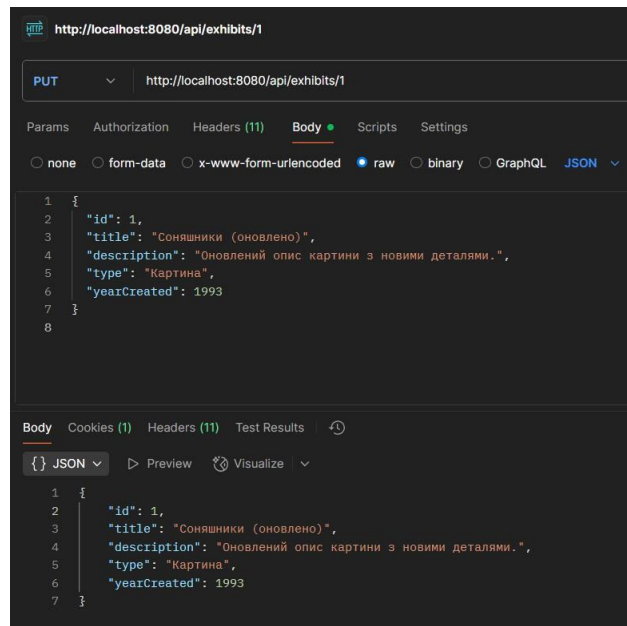 HTTP http://localhost:8080/api/exhibits/1
PUT http://localhost:8080/api/exhibits/1
Params Authorization Headers (11) Body Scripts Settings
none form-data x-www-form-urlencoded raw binary GraphQL JSON
1 {
2 "id": 1,
3 "title": "Соняшники (оновлено)",
4 "description": "Оновлений опис картини з новими деталями.",
5 "type": "Картина",
6 "yearCreated": 1993
7 }
8
Body Cookies (1) Headers (11) Test Results
{} JSON Preview Visualize
1 {
2 "id": 1,
3 "title": "Соняшники (оновлено)",
4 "description": "Оновлений опис картини з новими деталями.",
5 "type": "Картина",
6 "yearCreated": 1993
7 }